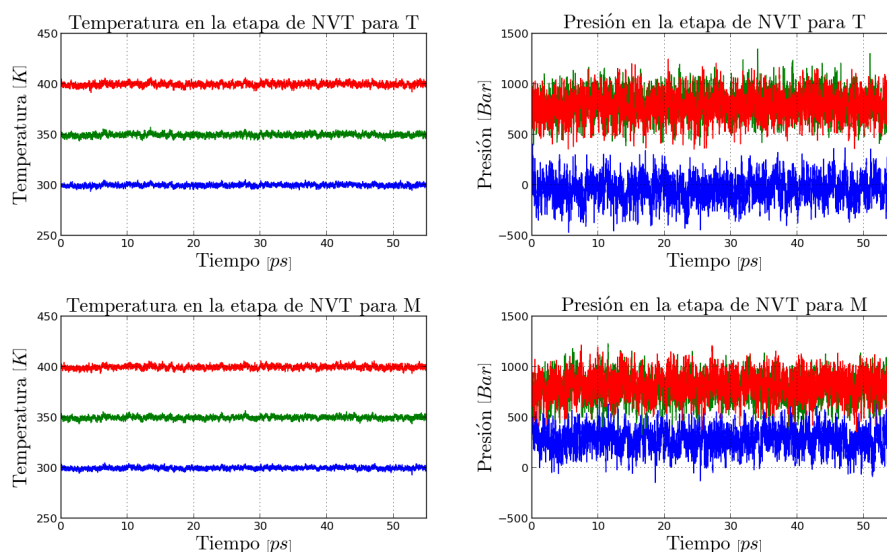 Temperatura en la etapa de NVT para T
450
400
350
300
250
Temperatura [K]
0 10 20 30 40 50
Tiempo [ps]
Presión en la etapa de NVT para T
1500
1000
500
0
−500
Presión [Bar]
0 10 20 30 40 50
Tiempo [ps]
Temperatura en la etapa de NVT para M
450
400
350
300
250
Temperatura [K]
0 10 20 30 40 50
Tiempo [ps]
Presión en la etapa de NVT para M
1500
1000
500
0
−500
Presión [Bar]
0 10 20 30 40 50
Tiempo [ps]